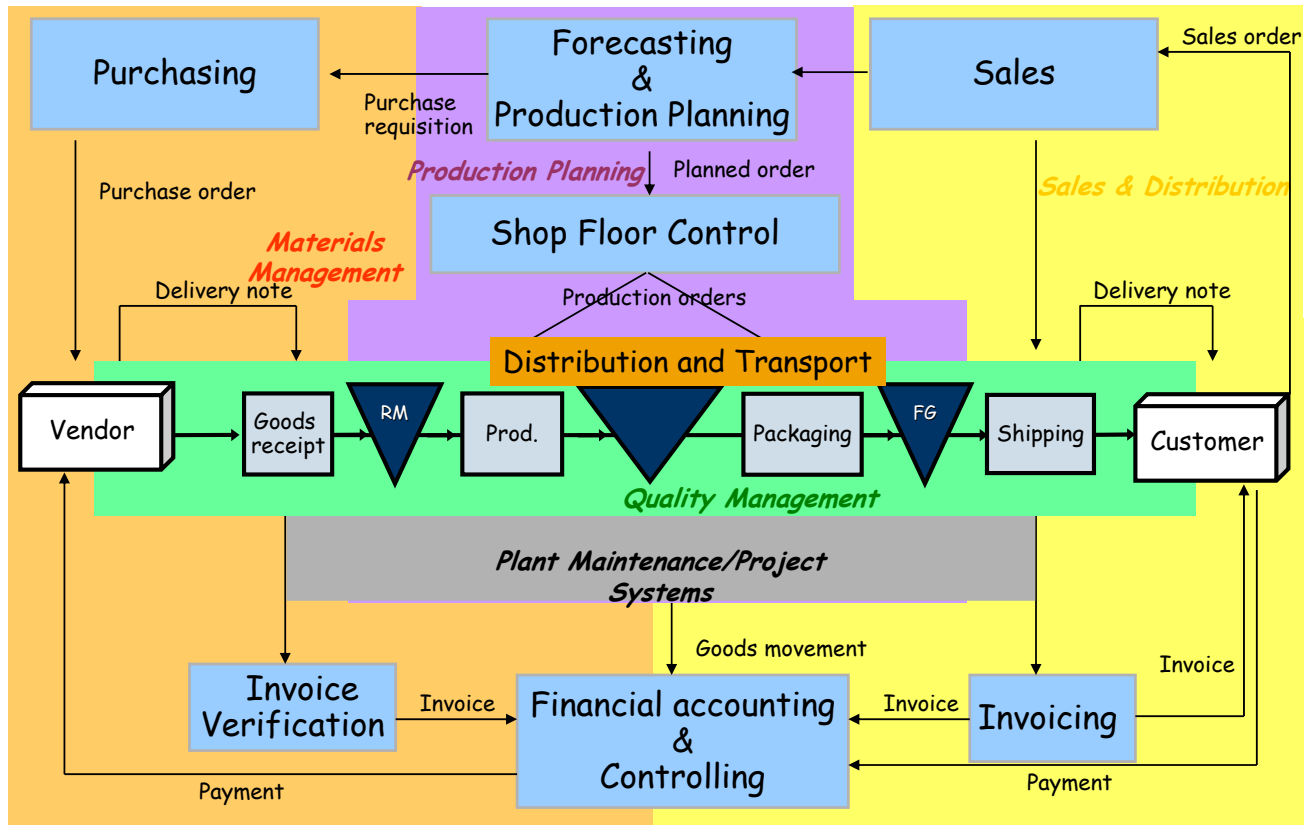 Purchasing
Forecasting
&
Production Planning
Sales
Sales order
Purchase
requisition
Production Planning
Planned order
Purchase order
Sales & Distribution
Shop Floor Control
Materials
Management
Delivery note
Production orders
Delivery note
Distribution and Transport
Vendor
Goods
receipt
RM
Prod.
Packaging
FG
Shipping
Customer
Quality Management
Plant Maintenance/Project
Systems
Goods movement
Invoice
Invoice
Verification
Invoice
Financial accounting
&
Controlling
Invoice
Invoicing
Payment
Payment